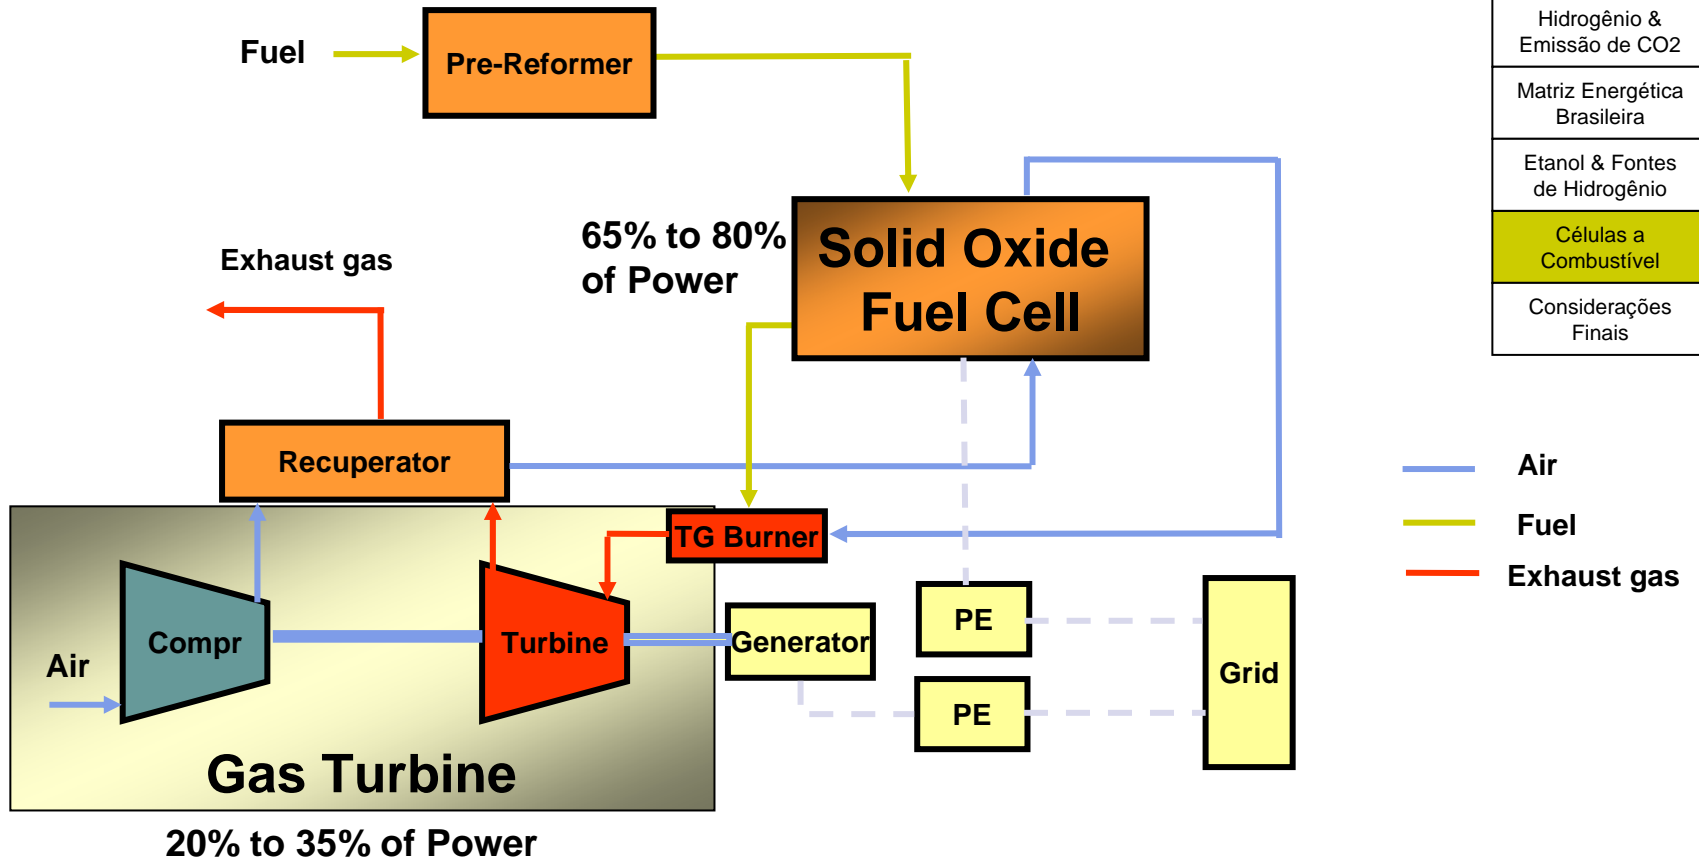 Fuel
Pre-Reformer
Hidrogênio &
Emissão de CO2
Matriz Energética
Brasileira
Etanol & Fontes
de Hidrogênio
Células a
Combustível
Considerações
Finais
65% to 80%
of Power
Solid Oxide
Fuel Cell
Exhaust gas
Recuperator
Air
Fuel
Exhaust gas
TG Burner
Compr
Turbine
Generator
PE
PE
Grid
Air
Gas Turbine
20% to 35% of Power